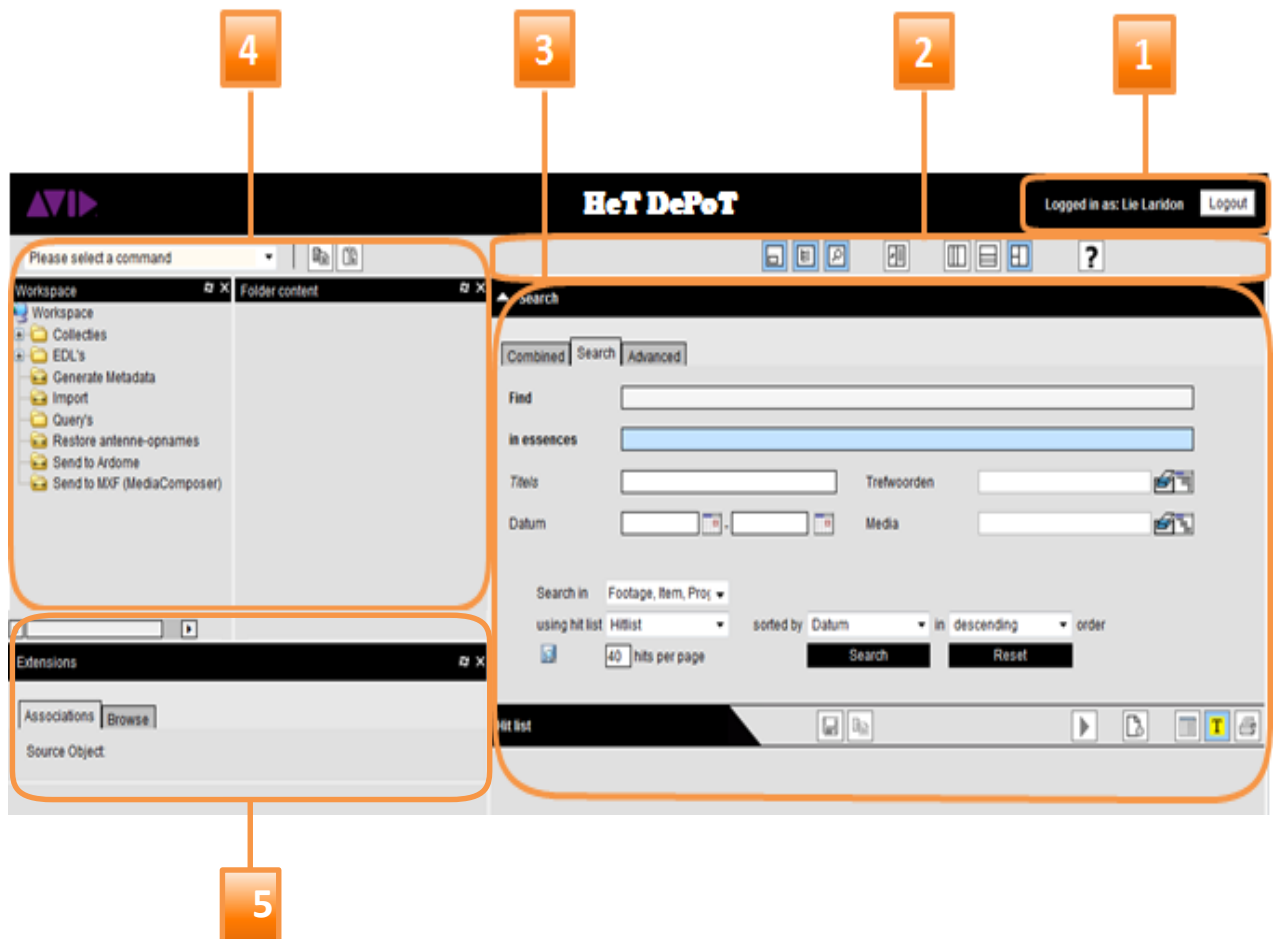 4
3
2
1
AVID
HeT DePoT
Logged in as: Lie Laridon
Logout
Please select a command
?
Workspace
Folder content
Workspace
Collecties
EDL's
Generate Metadata
Import
Query's
Restore antenne-opnames
Send to Ardome
Send to MXF (MediaComposer)
Search
Combined
Search
Advanced
Find
in essences
Titels
Trefwoorden
Datum
-
Media
Search in
Footage, Item, Prog
using hit list
Hitlist
sorted by
Datum
in
descending
order
40
hits per page
Search
Reset
Extensions
Associations
Browse
Source Object:
Hit list
T
5